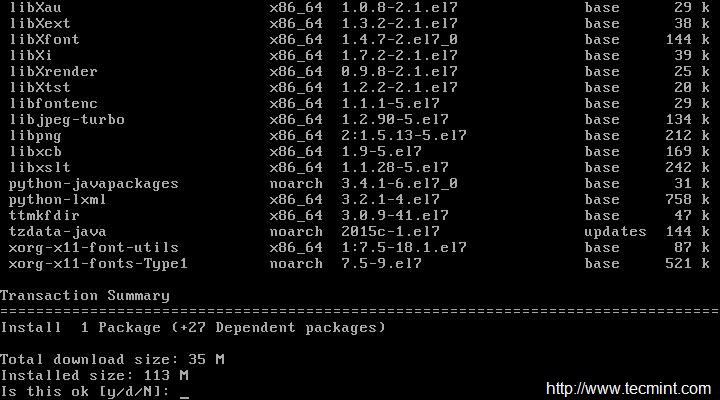 libXau x86_64 1.0.8-2.1.el7 base 29 k
libXext x86_64 1.3.2-2.1.el7 base 38 k
libXfont x86_64 1.4.7-2.el7_0 base 144 k
libXi x86_64 1.7.2-2.1.el7 base 39 k
libXrender x86_64 0.9.8-2.1.el7 base 25 k
libXtst x86_64 1.2.2-2.1.el7 base 20 k
libfontenc x86_64 1.1.1-5.el7 base 29 k
libjpeg-turbo x86_64 1.2.90-5.el7 base 134 k
libpng x86_64 2:1.5.13-5.el7 base 212 k
libxcb x86_64 1.9-5.el7 base 169 k
libxslt x86_64 1.1.28-5.el7 base 242 k
python-javapackages noarch 3.4.1-6.el7_0 base 31 k
python-lxml x86_64 3.2.1-4.el7 base 758 k
ttmkfdir x86_64 3.0.9-41.el7 base 47 k
tzdata-java noarch 2015c-1.el7 updates 144 k
xorg-x11-font-utils x86_64 1:7.5-18.1.el7 base 87 k
xorg-x11-fonts-Type1 noarch 7.5-9.el7 base 521 k
Transaction Summary
================================================================================
Install 1 Package (+27 Dependent packages)
Total download size: 35 M
Installed size: 113 M
Is this ok [y/d/N]: _
http://www.tecmint.com